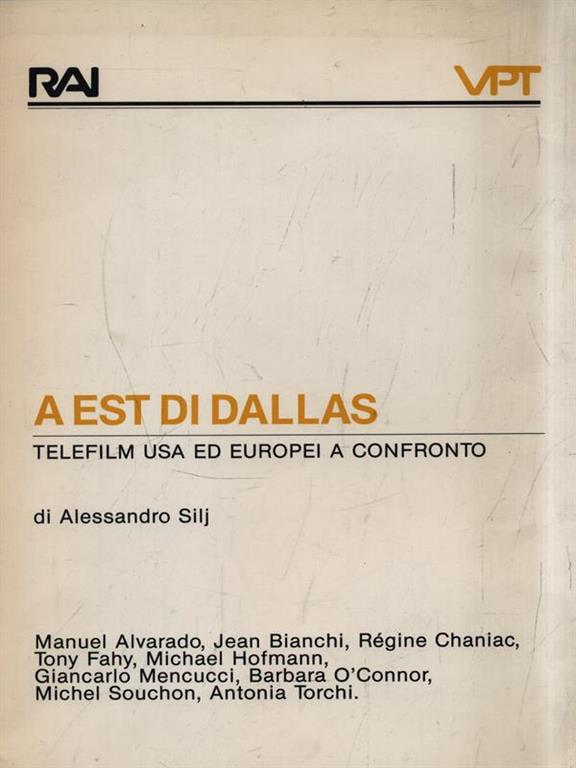 RAI VPT
A EST DI DALLAS
TELEFILM USA ED EUROPEI A CONFRONTO
di Alessandro Silj
Manuel Alvarado, Jean Bianchi, Régine Chaniac,
Tony Fahy, Michael Hofmann,
Giancarlo Mencucci, Barbara O'Connor,
Michel Souchon, Antonia Torchi.